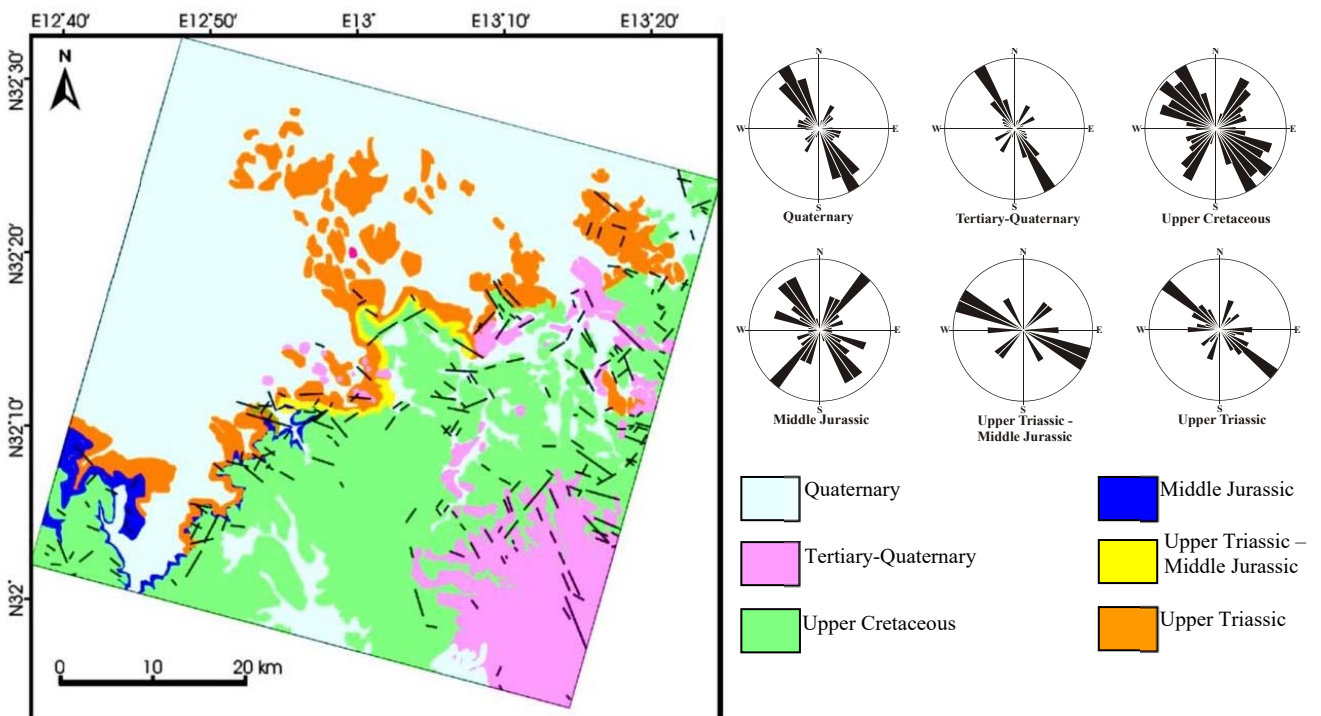 E12°40' E12°50' E13° E13°10' E13°20'
N32°30'
N32°20'
N32°10'
N32°
N
0 10 20 km
N
W E
S
Quaternary
N
W E
S
Tertiary-Quaternary
N
W E
S
Upper Cretaceous
N
W E
S
Middle Jurassic
N
W E
S
Upper Triassic -
Middle Jurassic
N
W E
S
Upper Triassic
Quaternary
Tertiary-Quaternary
Upper Cretaceous
Middle Jurassic
Upper Triassic –
Middle Jurassic
Upper Triassic